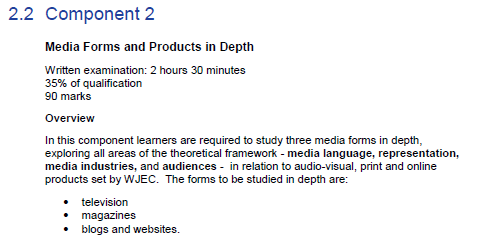 2.2 Component 2
Media Forms and Products in Depth
Written examination: 2 hours 30 minutes
35% of qualification
90 marks
Overview
In this component learners are required to study three media forms in depth,
exploring all areas of the theoretical framework - media language, representation,
media industries, and audiences - in relation to audio-visual, print and online
products set by WJEC. The forms to be studied in depth are:
• television
• magazines
• blogs and websites.